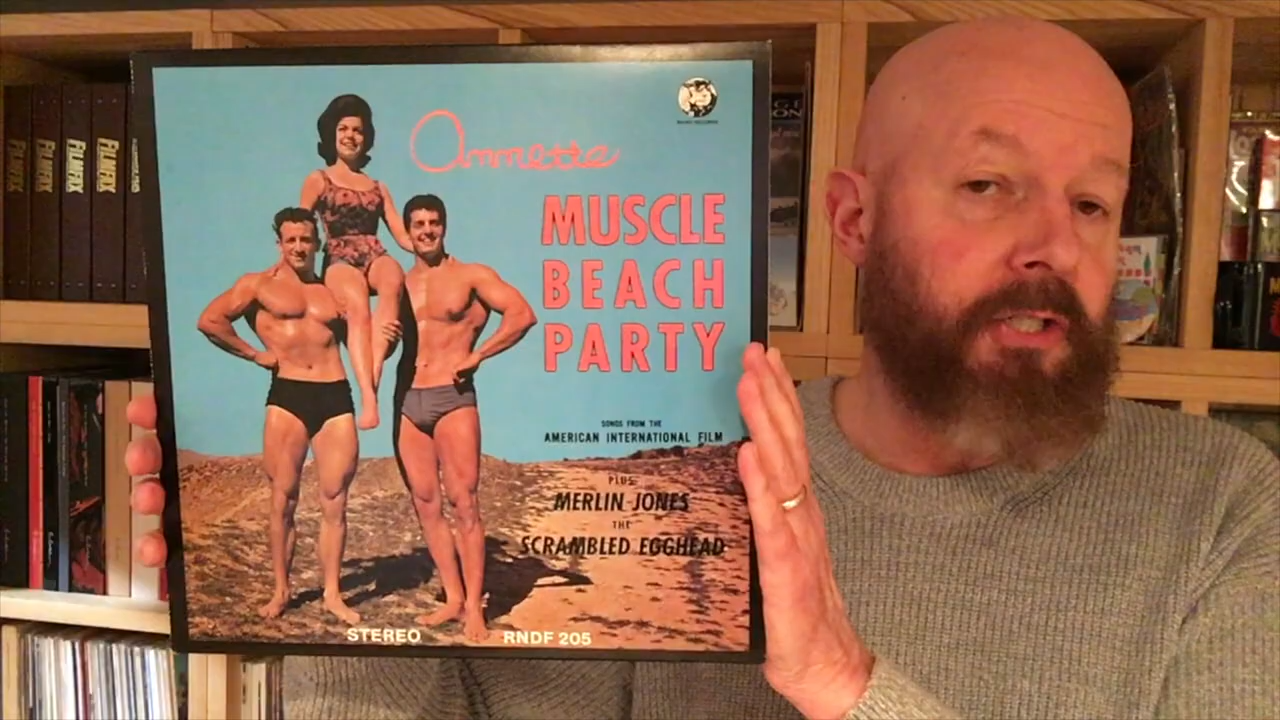 Annette
MUSCLE
BEACH
PARTY
SONGS FROM THE
AMERICAN INTERNATIONAL FILM
PLUS
MERLIN JONES
THE
SCRAMBLED EGGHEAD
STEREO
RNDF 205
FILMFAX
FILMFAX
FILMFAX
FILMFAX